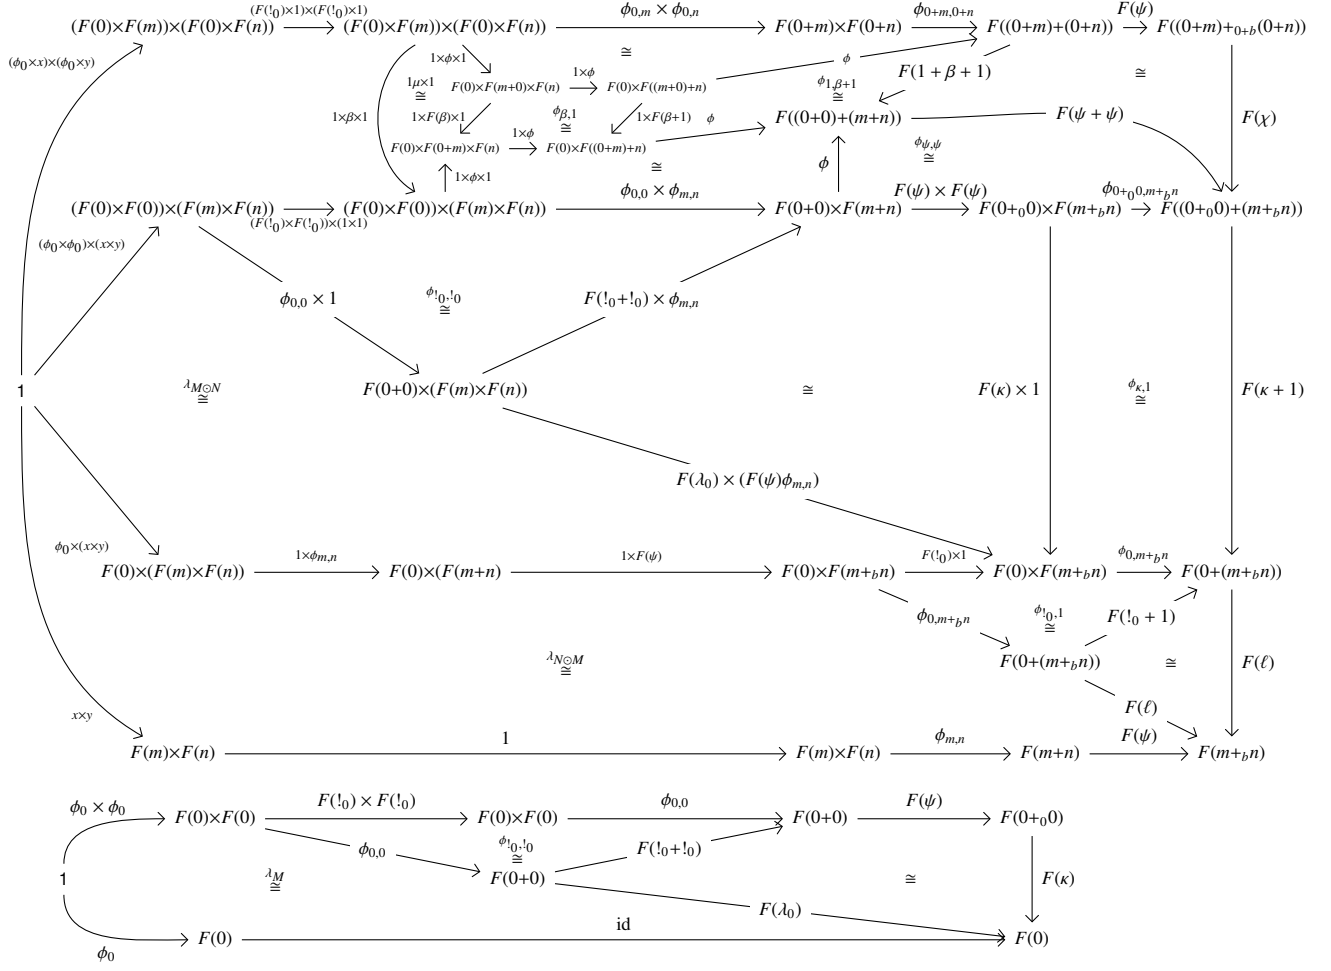 (F(0)×F(m))×(F(0)×F(n)) (F(!₀)×1)×(F(!₀)×1) (F(0)×F(m))×(F(0)×F(n)) ϕ₀,ₘ × ϕ₀,ₙ F(0+m)×F(0+n) ϕ₀₊ₘ,₀₊ₙ F((0+m)+(0+n)) F(ψ) F((0+m)+₀₊b(0+n))
≅
(ϕ₀×x)×(ϕ₀×y) 1×ϕ×1 ϕ
1μ×1 ≅ F(0)×F(m+0)×F(n) 1×ϕ F(0)×F((m+0)+n) ϕ₁,β₊₁ ≅ F(1 + β + 1) ≅
1×β×1 1×F(β)×1 ϕβ,₁ ≅ 1×F(β+1) ϕ F((0+0)+(m+n)) F(ψ + ψ) F(χ)
F(0)×F(0+m)×F(n) 1×ϕ F(0)×F((0+m)+n) ϕψ,ψ ≅
1×ϕ×1 ≅ ϕ
(F(0)×F(0))×(F(m)×F(n)) (F(!₀)×F(!₀))×(1×1) (F(0)×F(0))×(F(m)×F(n)) ϕ₀,₀ × ϕₘ,ₙ F(0+0)×F(m+n) F(ψ) × F(ψ) F(0+₀0)×F(m+bn) ϕ₀₊₀₀,ₘ₊bₙ F((0+₀0)+(m+bn))
(ϕ₀×ϕ₀)×(x×y)
ϕ₀,₀ × 1 ϕ!₀,!₀ ≅ F(!₀+!₀) × ϕₘ,ₙ
1 λM⊙N ≅ F(0+0)×(F(m)×F(n)) ≅ F(κ) × 1 ϕκ,₁ ≅ F(κ + 1)
F(λ₀) × (F(ψ)ϕₘ,ₙ)
ϕ₀×(x×y) F(0)×(F(m)×F(n)) 1×ϕₘ,ₙ F(0)×(F(m+n) 1×F(ψ) F(0)×F(m+bn) F(!₀)×1 F(0)×F(m+bn) ϕ₀,ₘ₊bₙ F(0+(m+bn))
ϕ₀,ₘ₊bₙ ϕ!₀,₁ ≅ F(!₀ + 1)
λN⊙M ≅ F(0+(m+bn)) ≅ F(ℓ)
x×y F(ℓ)
F(m)×F(n) 1 F(m)×F(n) ϕₘ,ₙ F(m+n) F(ψ) F(m+bn)
ϕ₀ × ϕ₀ F(0)×F(0) F(!₀) × F(!₀) F(0)×F(0) ϕ₀,₀ F(0+0) F(ψ) F(0+₀0)
ϕ₀,₀ ϕ!₀,!₀ ≅ F(!₀+!₀)
1 λM ≅ F(0+0) ≅ F(κ)
F(λ₀)
ϕ₀ F(0) id F(0)